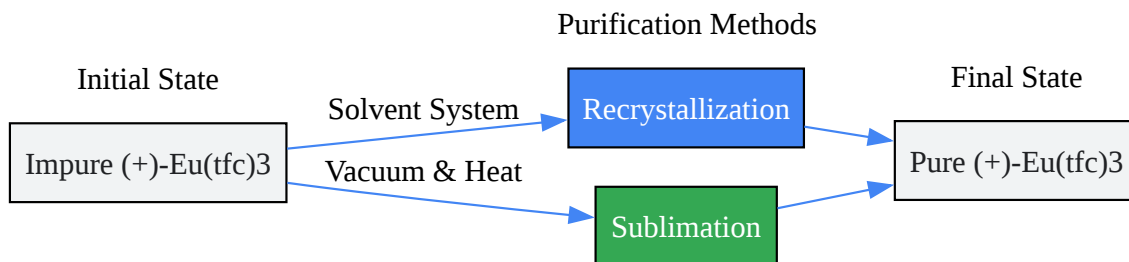 Purification Methods
Initial State
Final State
Solvent System
Recrystallization
Impure (+)-Eu(tfc)3
Pure (+)-Eu(tfc)3
Vacuum & Heat
Sublimation